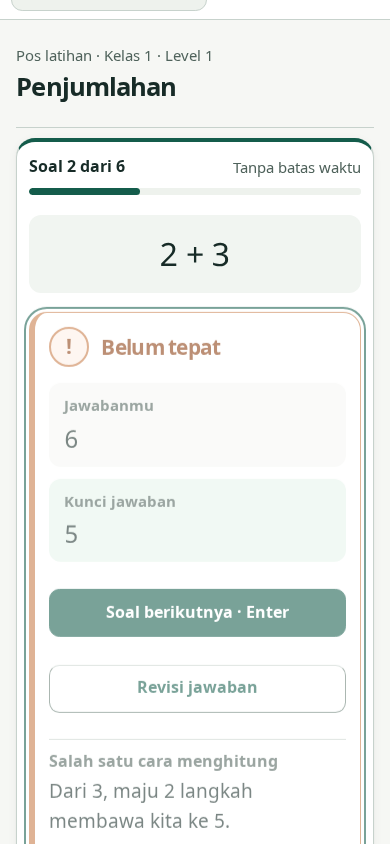 Pos latihan · Kelas 1 · Level 1
Penjumlahan
Soal 2 dari 6
Tanpa batas waktu
2 + 3
! Belum tepat
Jawabanmu
6
Kunci jawaban
5
Soal berikutnya · Enter
Revisi jawaban
Salah satu cara menghitung
Dari 3, maju 2 langkah
membawa kita ke 5.